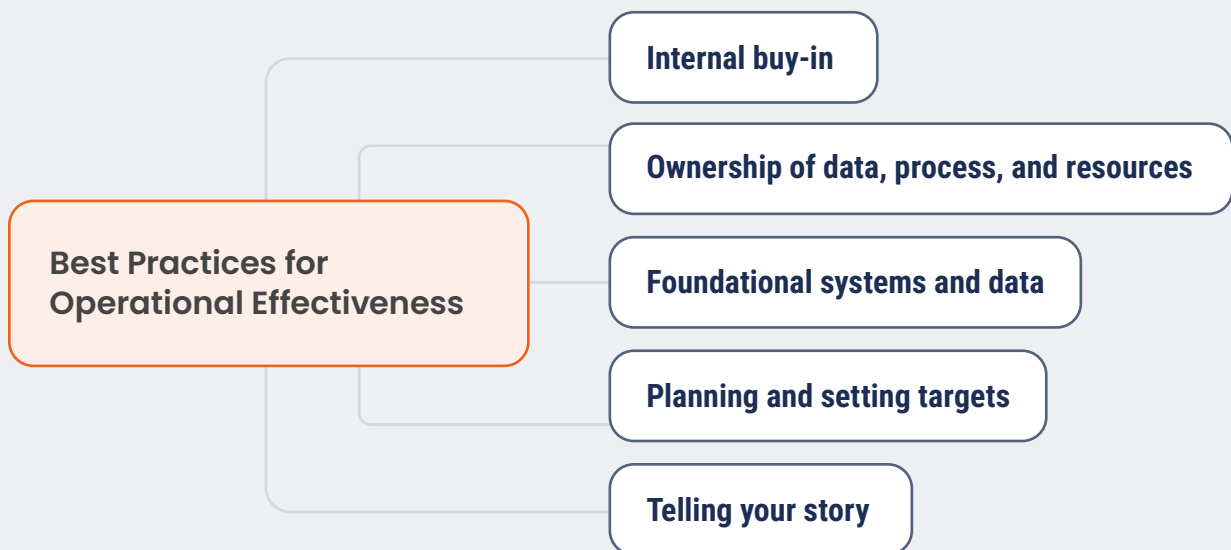 Internal buy-in
Ownership of data, process, and resources
Best Practices for
Operational Effectiveness
Foundational systems and data
Planning and setting targets
Telling your story